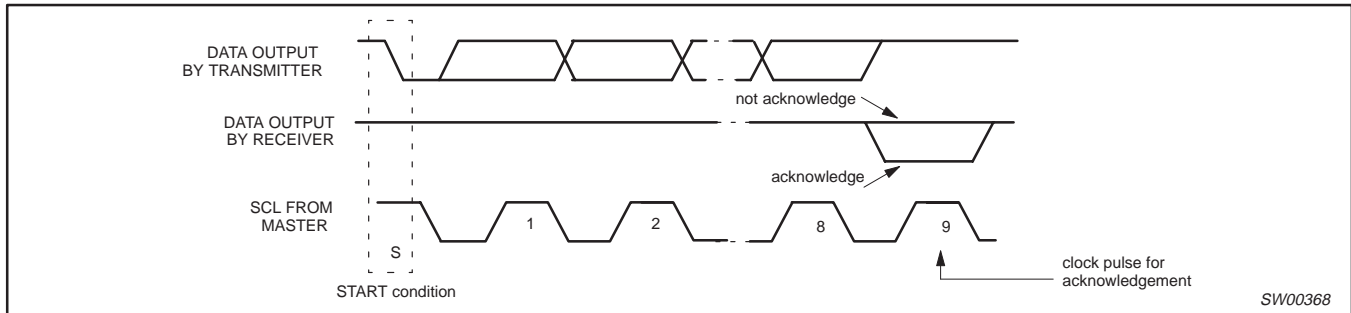 DATA OUTPUT
BY TRANSMITTER
not acknowledge
DATA OUTPUT
BY RECEIVER
acknowledge
SCL FROM
MASTER
1
2
8
9
S
START condition
clock pulse for
acknowledgement
SW00368